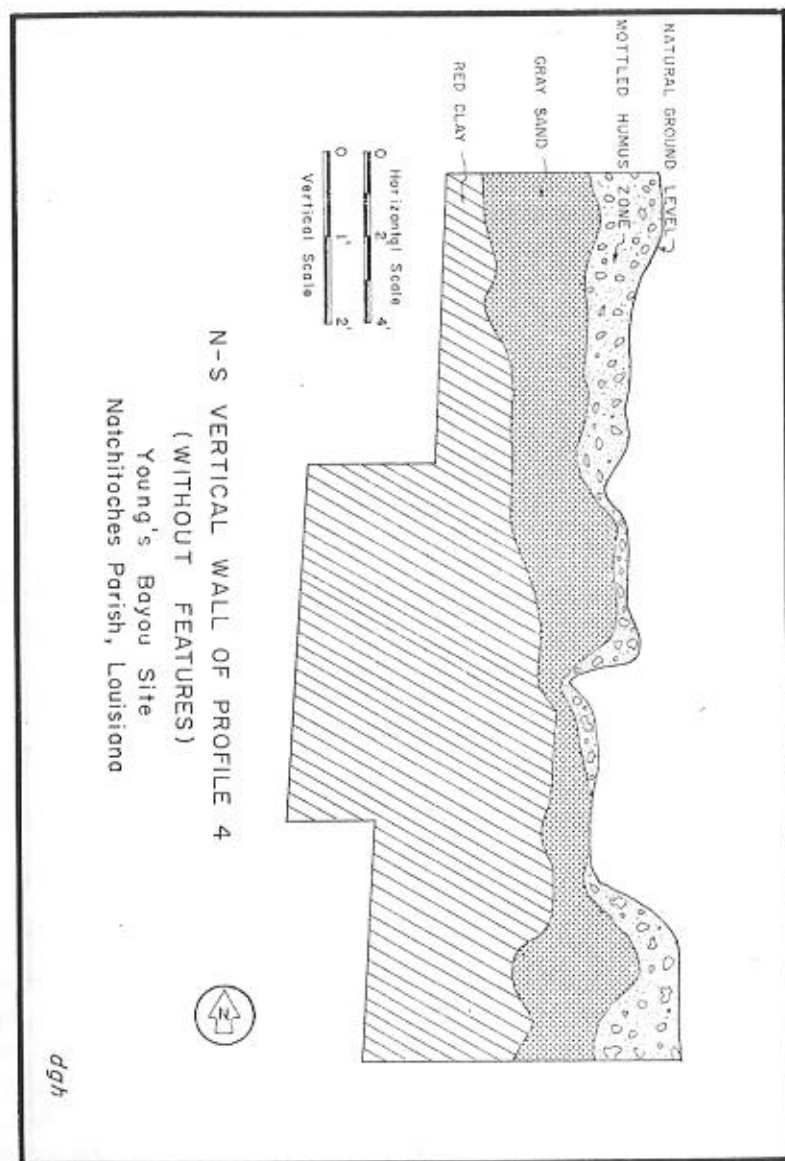 NATURAL GROUND LEVEL
MOTTLED HUMUS
ZONE
GRAY SAND
RED CLAY
0 2' 4'
Horizontal Scale
0 1' 2'
Vertical Scale
N-S VERTICAL WALL OF PROFILE 4
(WITHOUT FEATURES)
Young's Bayou Site
Natchitoches Parish, Louisiana
N
dgh